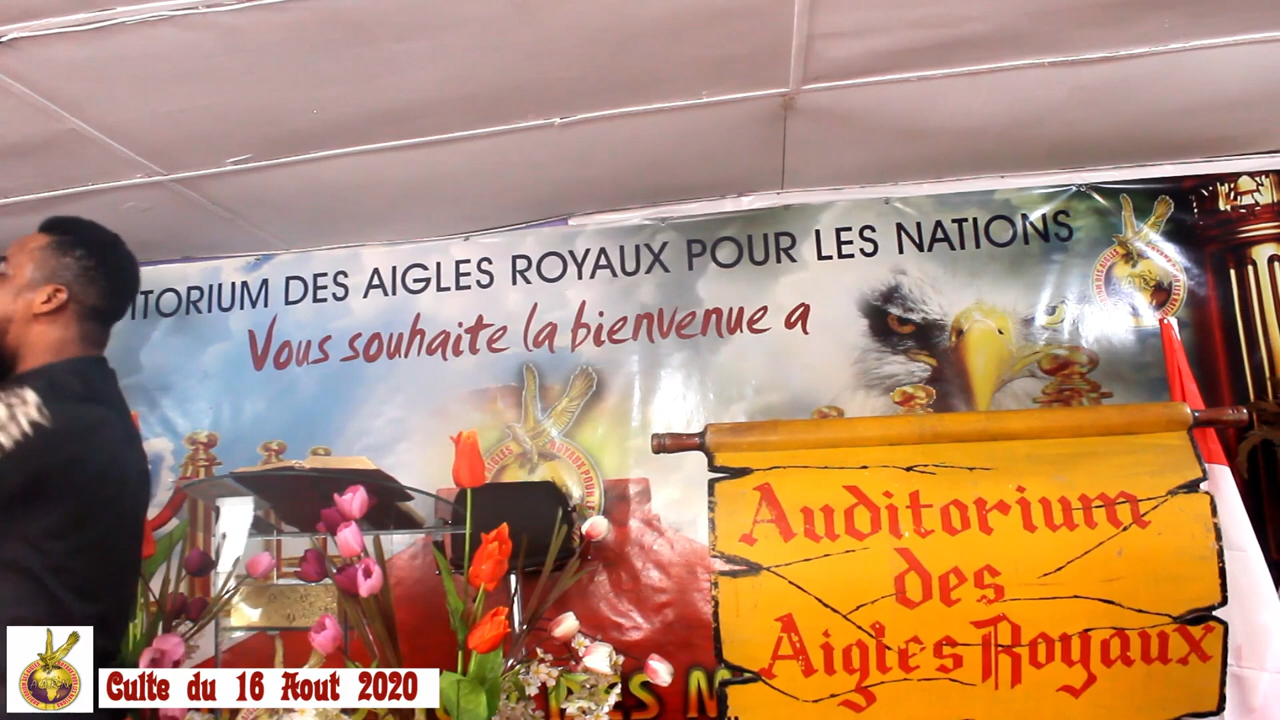 ITORIUM DES AIGLES ROYAUX POUR LES NATIONS
Vous souhaite la bienvenue a
Auditorium
des
Aigles Royaux
Culte du 16 Aout 2020